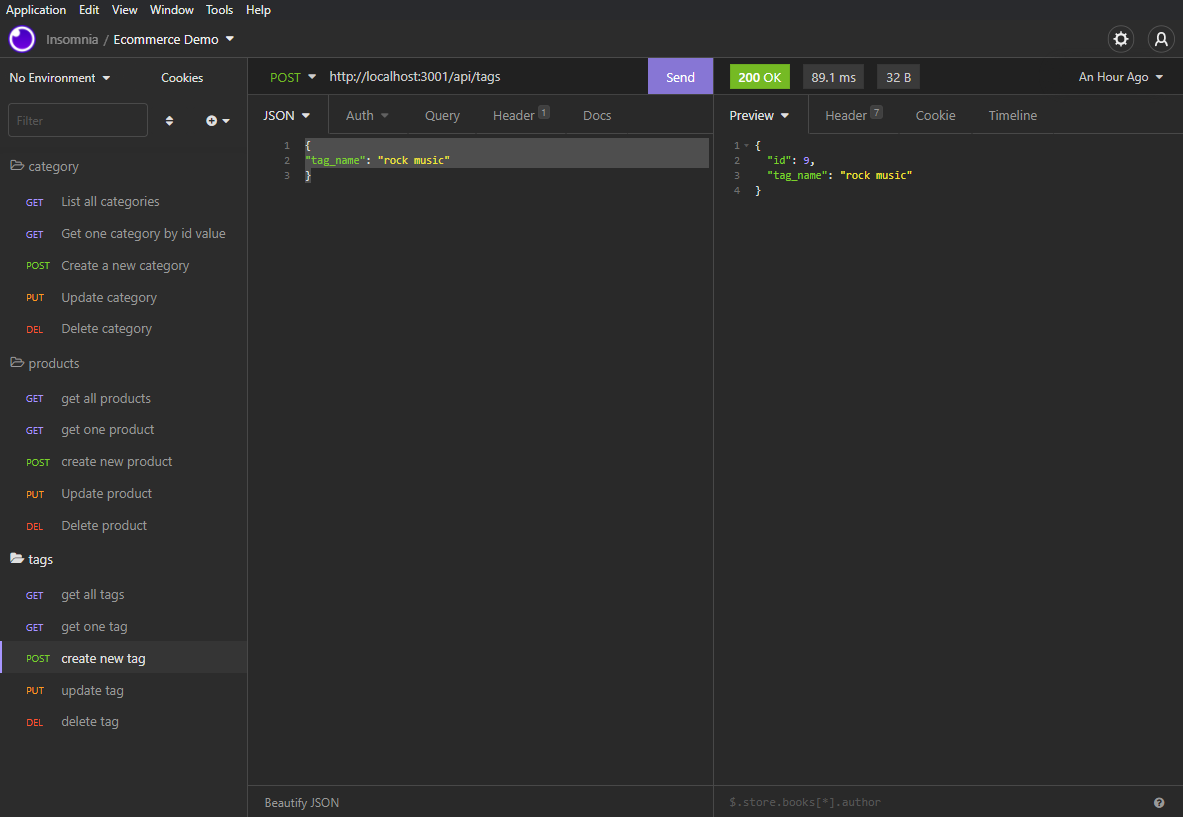 Application Edit View Window Tools Help
Insomnia / Ecommerce Demo
No Environment Cookies
POST http://localhost:3001/api/tags Send
200 OK 89.1 ms 32 B An Hour Ago
Filter
JSON Auth Query Header 1 Docs
Preview Header 7 Cookie Timeline
category
GET List all categories
GET Get one category by id value
POST Create a new category
PUT Update category
DEL Delete category
products
GET get all products
GET get one product
POST create new product
PUT Update product
DEL Delete product
tags
GET get all tags
GET get one tag
POST create new tag
PUT update tag
DEL delete tag
1 {
2 "tag_name": "rock music"
3 }
Beautify JSON
1 {
2 "id": 9,
3 "tag_name": "rock music"
4 }
$.store.books[*].author ?